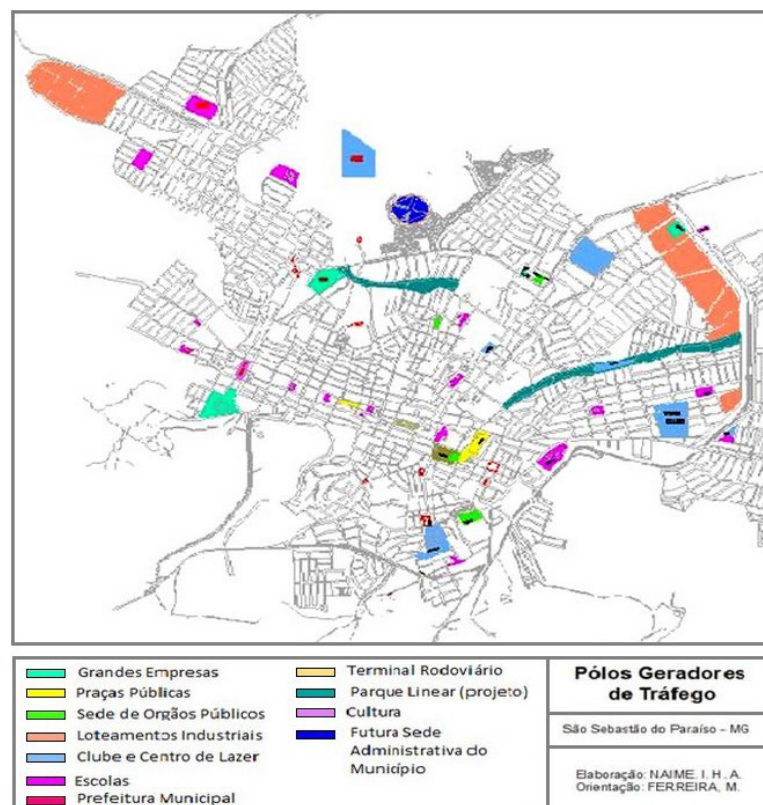 Grandes Empresas
Praças Públicas
Sede de Orgãos Públicos
Loteamentos Industriais
Clube e Centro de Lazer
Escolas
Prefeitura Municipal
Terminal Rodoviário
Parque Linear (projeto)
Cultura
Futura Sede
Administrativa do
Município
Pólos Geradores
de Tráfego
São Sebastão do Paraíso – MG
Elaboração: NAIME. I. H. A.
Orientação: FERREIRA, M.